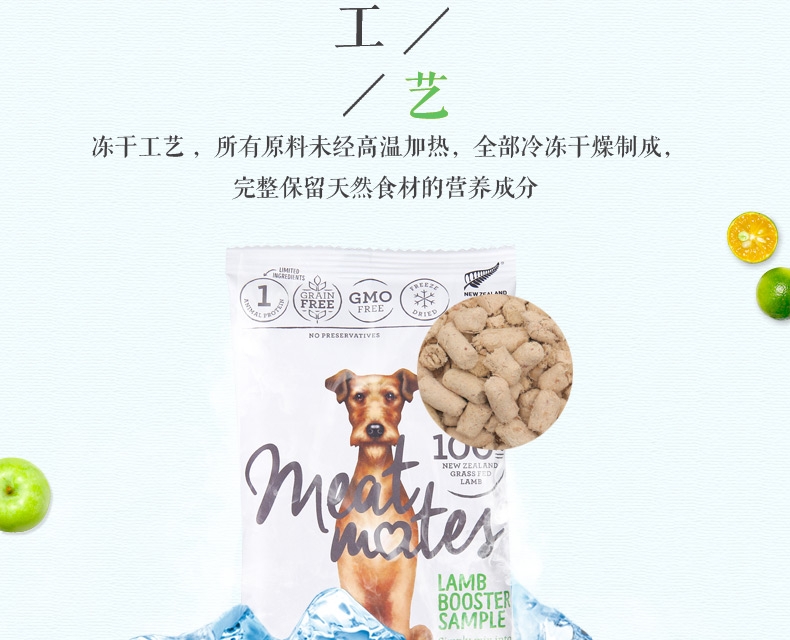 工
艺
冻干工艺，所有原料未经高温加热，全部冷冻干燥制成，
完整保留天然食材的营养成分
LIMITED
INGREDIENTS
1
ANIMAL PROTEIN
GRAIN
FREE
GMO
FREE
FREEZE
DRIED
NEW ZEALAND
NO PRESERVATIVES
100
NEW ZEALAND
GRASS FED
LAMB
Meat
mates
LAMB
BOOSTER
SAMPLE